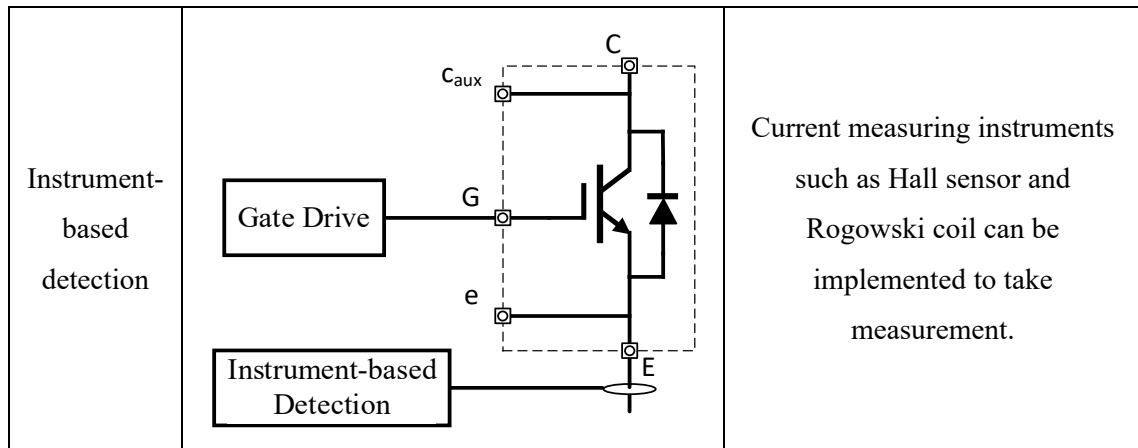 Instrument-
based
detection
C
c_aux
Gate Drive
G
e
E
Instrument-based
Detection
Current measuring instruments
such as Hall sensor and
Rogowski coil can be
implemented to take
measurement.